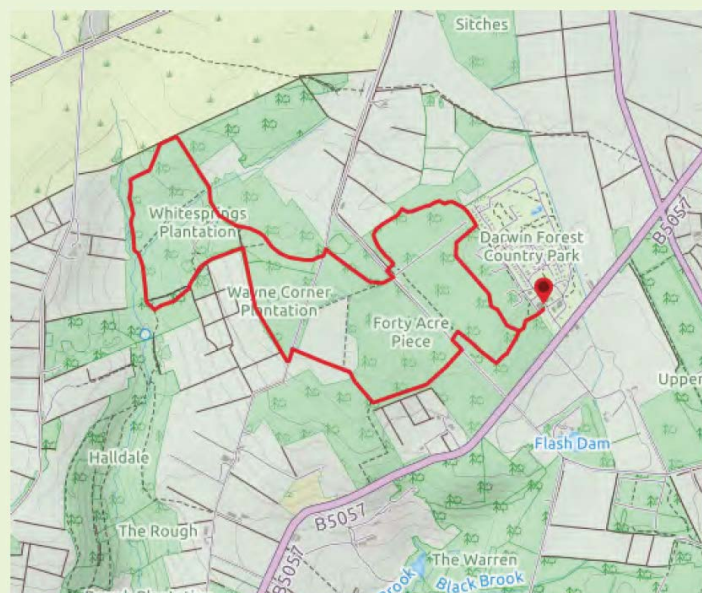 Sitches
B5057
Whitesprings
Plantation
Darwin Forest
Country Park
Wayne Corner
Plantation
Forty Acre
Piece
Upper
Flash Dam
Halldale
B5057
The Rough
B5057
The Warren
Brook
Black Brook